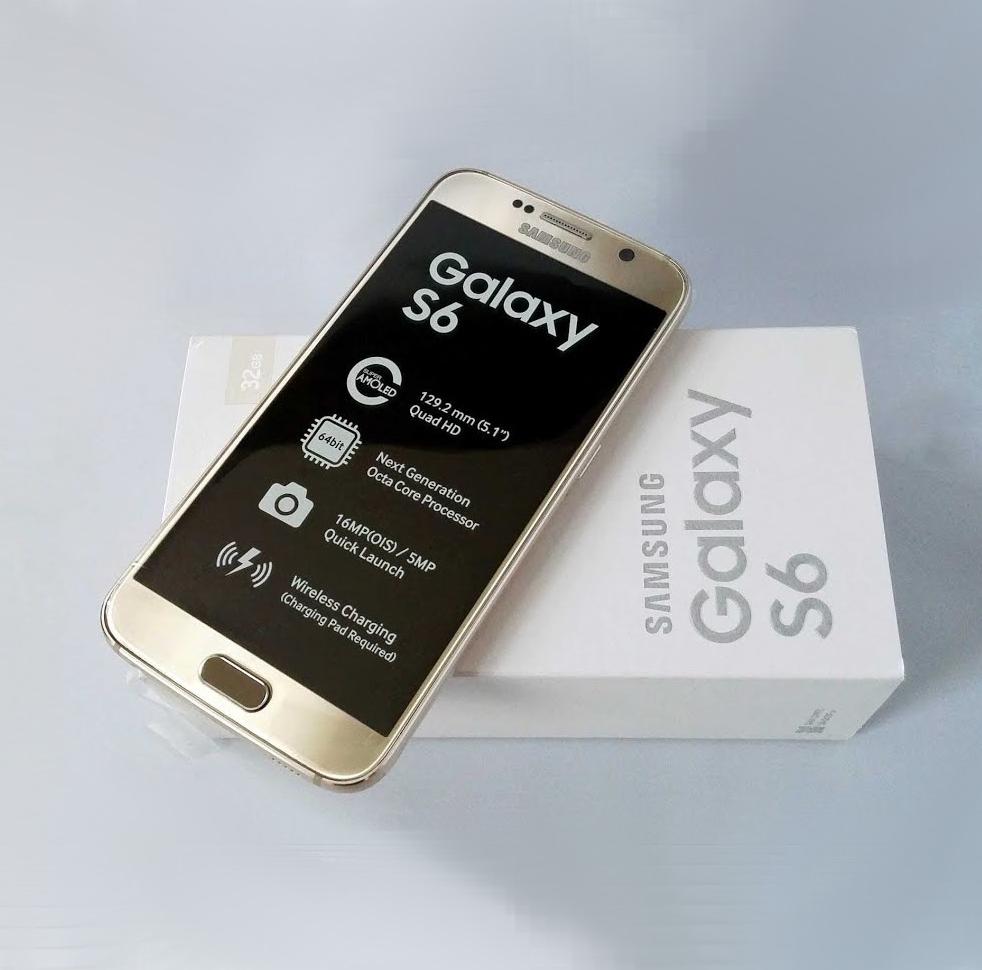 SAMSUNG
Galaxy
S6
SUPER
AMOLED
129.2 mm (5.1")
Quad HD
64bit
Next Generation
Octa Core Processor
16MP(OIS) / 5MP
Quick Launch
Wireless Charging
(Charging Pad Required)
32GB
SAMSUNG
Galaxy
S6